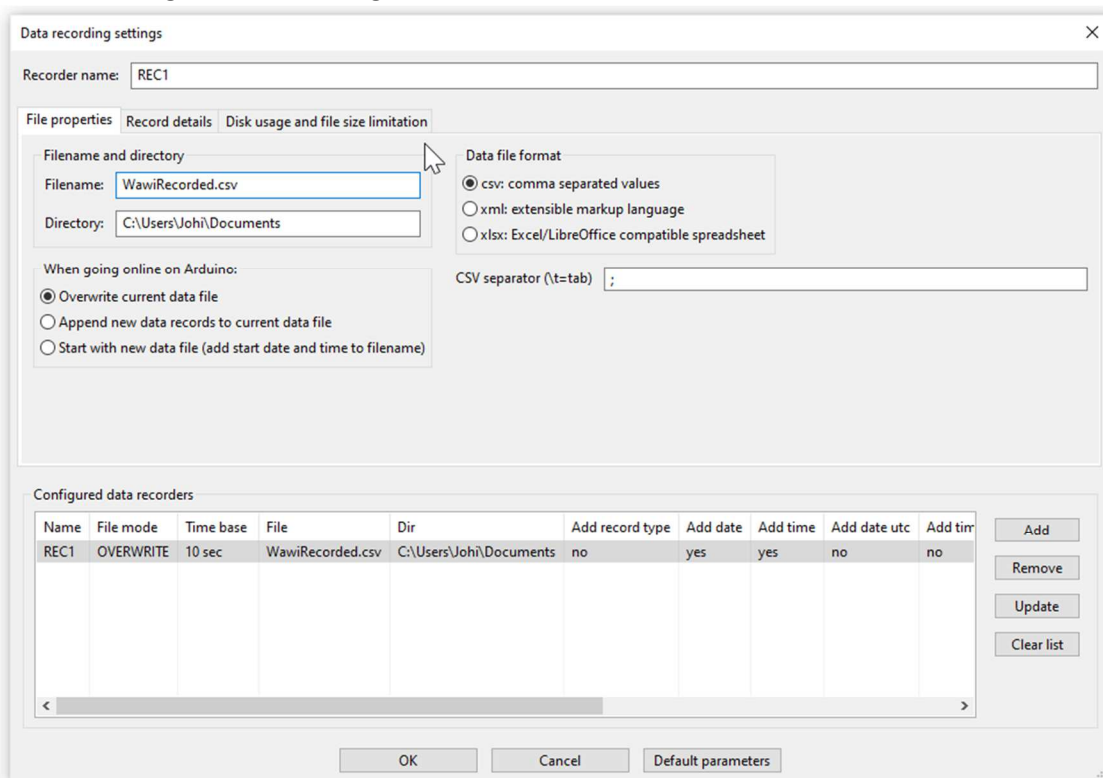 Data recording settings
Recorder name: REC1
File properties Record details Disk usage and file size limitation
Filename and directory
Filename: WawiRecorded.csv
Directory: C:\Users\Johi\Documents
When going online on Arduino:
Overwrite current data file
Append new data records to current data file
Start with new data file (add start date and time to filename)
Data file format
csv: comma separated values
xml: extensible markup language
xlsx: Excel/LibreOffice compatible spreadsheet
CSV separator (\t=tab) ;
Configured data recorders
Name File mode Time base File Dir Add record type Add date Add time Add date utc Add tim
REC1 OVERWRITE 10 sec WawiRecorded.csv C:\Users\Johi\Documents no yes yes no no
Add
Remove
Update
Clear list
OK Cancel Default parameters